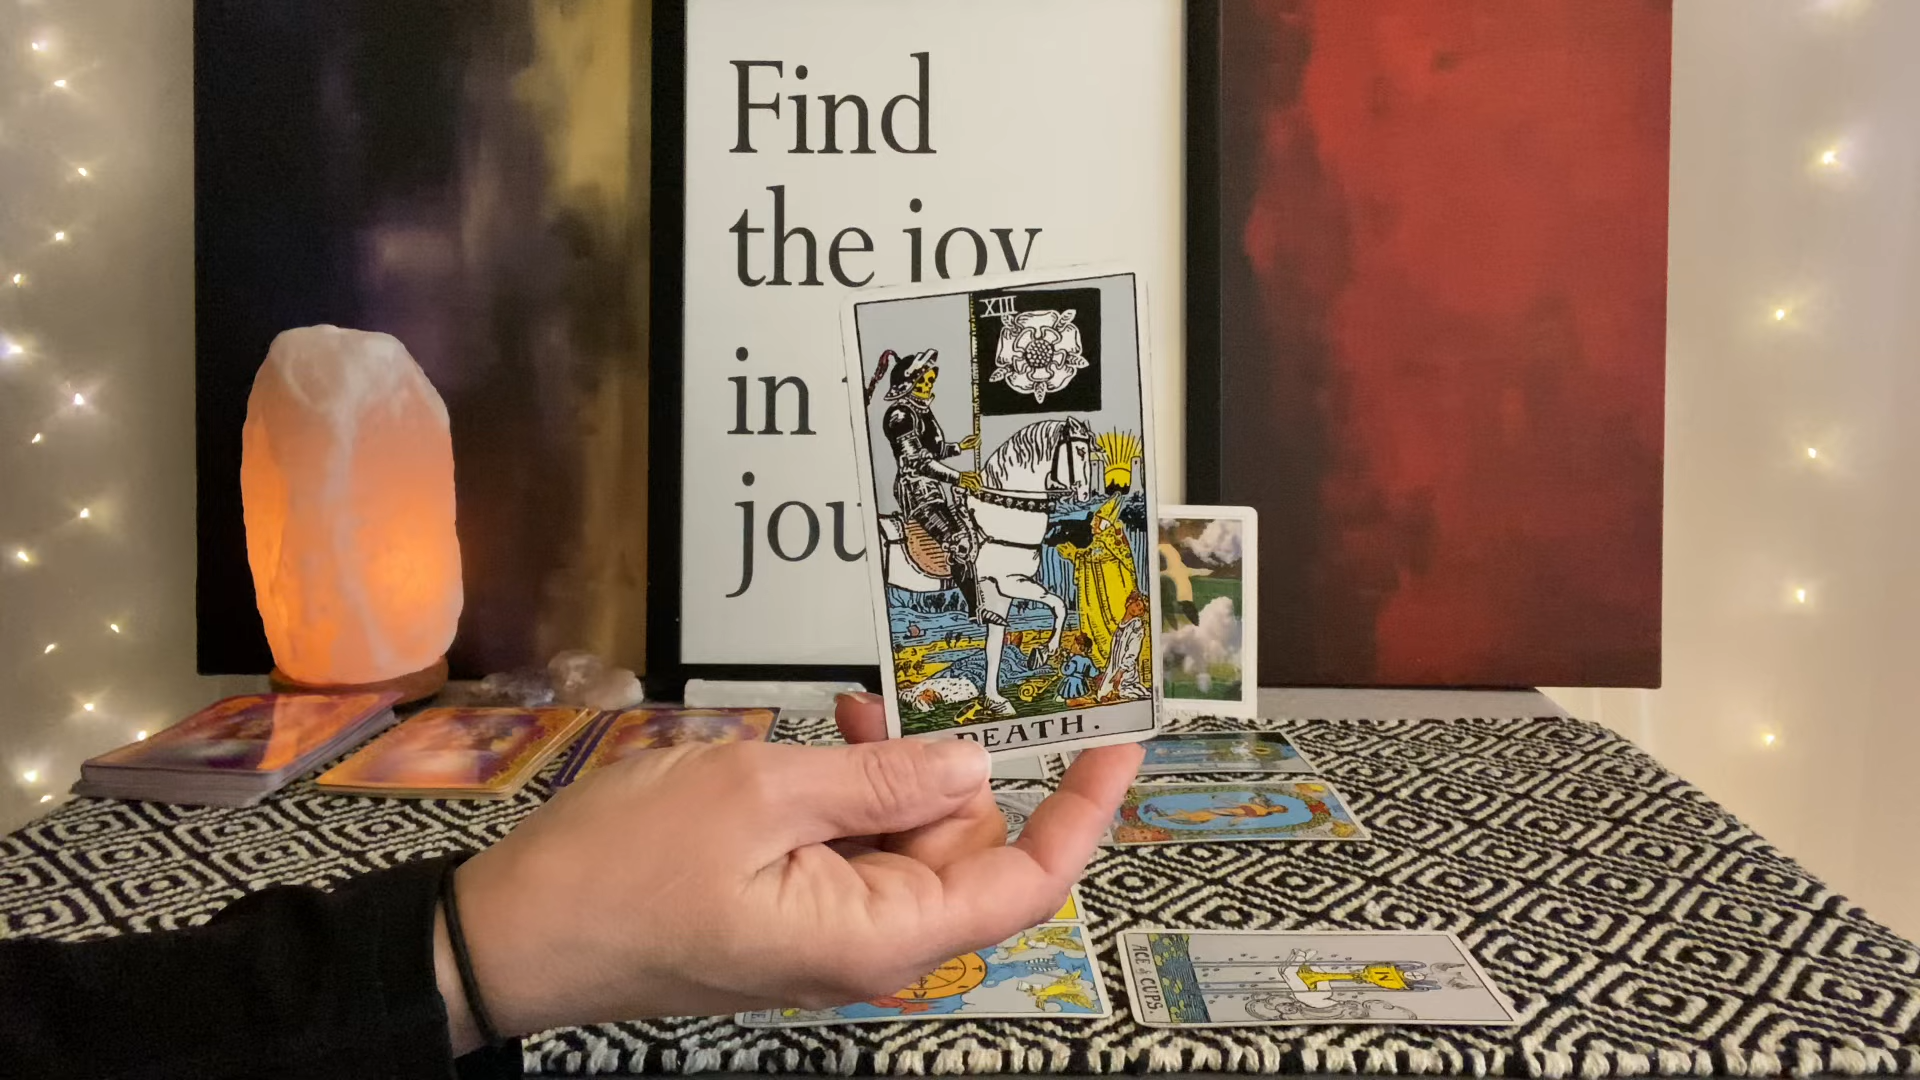 Find
the joy
in
jou
XIII
DEATH.
ACE of CUPS.